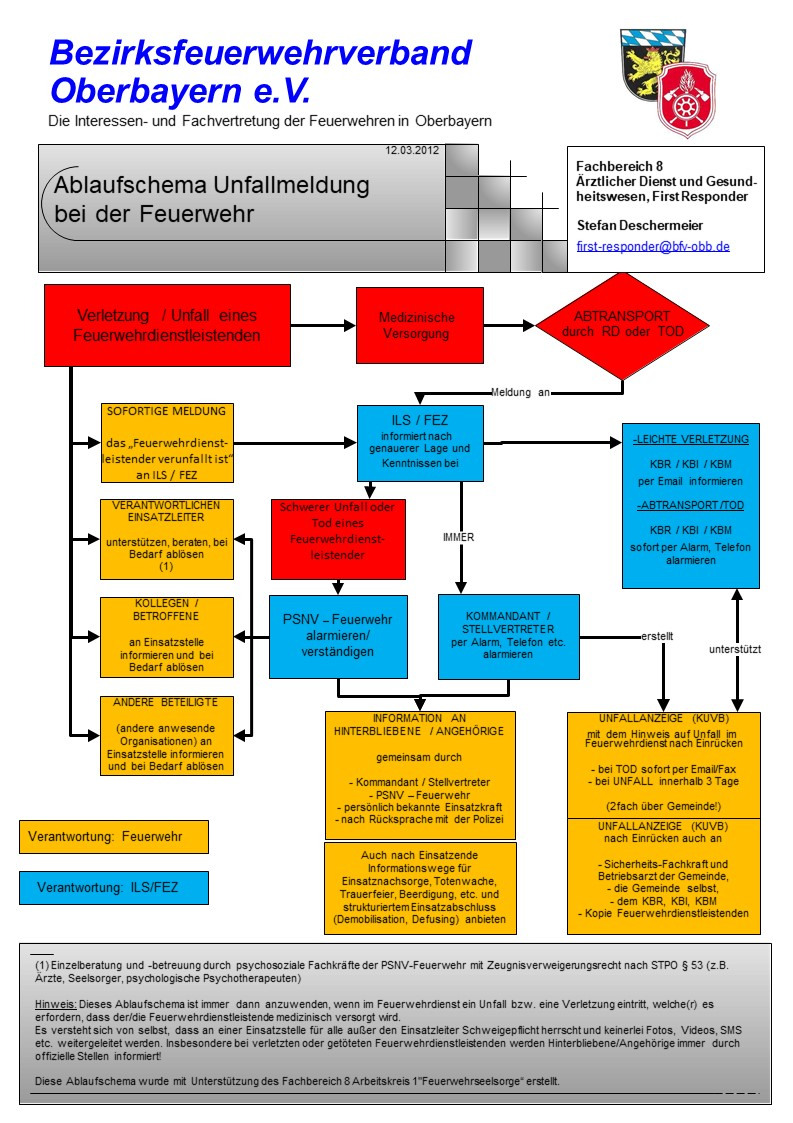 Bezirksfeuerwehrverband
Oberbayern e.V.
Die Interessen- und Fachvertretung der Feuerwehren in Oberbayern
12.03.2012
Ablaufschema Unfallmeldung
bei der Feuerwehr
Fachbereich 8
Ärztlicher Dienst und Gesund-
heitswesen, First Responder
Stefan Deschermeier
first-responder@bfv-obb.de
Verletzung / Unfall eines
Feuerwehrdienstleistenden
Medizinische
Versorgung
ABTRANSPORT
durch RD oder TOD
Meldung an
SOFORTIGE MELDUNG
das „Feuerwehrdienst-
leistender verunfallt ist"
an ILS / FEZ
ILS / FEZ
informiert nach
genauerer Lage und
Kenntnissen bei
-LEICHTE VERLETZUNG
KBR / KBI / KBM
per Email informieren
-ABTRANSPORT/TOD
KBR / KBI / KBM
sofort per Alarm, Telefon
alarmieren
VERANTWORTLICHEN
EINSATZLEITER
unterstützen, beraten, bei
Bedarf ablösen
(1)
Schwerer Unfall oder
Tod eines
Feuerwehrdienst-
leistender
IMMER
KOLLEGEN /
BETROFFENE
an Einsatzstelle
informieren und bei
Bedarf ablösen
PSNV – Feuerwehr
alarmieren/
verständigen
KOMMANDANT /
STELLVERTRETER
per Alarm, Telefon etc.
alarmieren
erstellt
unterstützt
ANDERE BETEILIGTE
(andere anwesende
Organisationen) an
Einsatzstelle informieren
und bei Bedarf ablösen
INFORMATION AN
HINTERBLIEBENE / ANGEHÖRIGE
gemeinsam durch
- Kommandant / Stellvertreter
- PSNV – Feuerwehr
- persönlich bekannte Einsatzkraft
- nach Rücksprache mit der Polizei
Auch nach Einsatzende
Informationswege für
Einsatznachsorge, Totenwache,
Trauerfeier, Beerdigung, etc. und
strukturiertem Einsatzabschluss
(Demobilisation, Defusing) anbieten
UNFALLANZEIGE (KUVB)
mit dem Hinweis auf Unfall im
Feuerwehrdienst nach Einrücken
- bei TOD sofort per Email/Fax
- bei UNFALL innerhalb 3 Tage
(2fach über Gemeinde!)
UNFALLANZEIGE (KUVB)
nach Einrücken auch an
- Sicherheits-Fachkraft und
Betriebsarzt der Gemeinde,
- die Gemeinde selbst,
- dem KBR, KBI, KBM
- Kopie Feuerwehrdienstleistenden
Verantwortung: Feuerwehr
Verantwortung: ILS/FEZ
(1) Einzelberatung und -betreuung durch psychosoziale Fachkräfte der PSNV-Feuerwehr mit Zeugnisverweigerungsrecht nach STPO § 53 (z.B.
Ärzte, Seelsorger, psychologische Psychotherapeuten)
Hinweis: Dieses Ablaufschema ist immer dann anzuwenden, wenn im Feuerwehrdienst ein Unfall bzw. eine Verletzung eintritt, welche(r) es
erfordern, dass der/die Feuerwehrdienstleistende medizinisch versorgt wird.
Es versteht sich von selbst, dass an einer Einsatzstelle für alle außer den Einsatzleiter Schweigepflicht herrscht und keinerlei Fotos, Videos, SMS
etc. weitergeleitet werden. Insbesondere bei verletzten oder getöteten Feuerwehrdienstleistenden werden Hinterbliebene/Angehörige immer durch
offizielle Stellen informiert!
Diese Ablaufschema wurde mit Unterstützung des Fachbereich 8 Arbeitskreis 1"Feuerwehrseelsorge" erstellt.